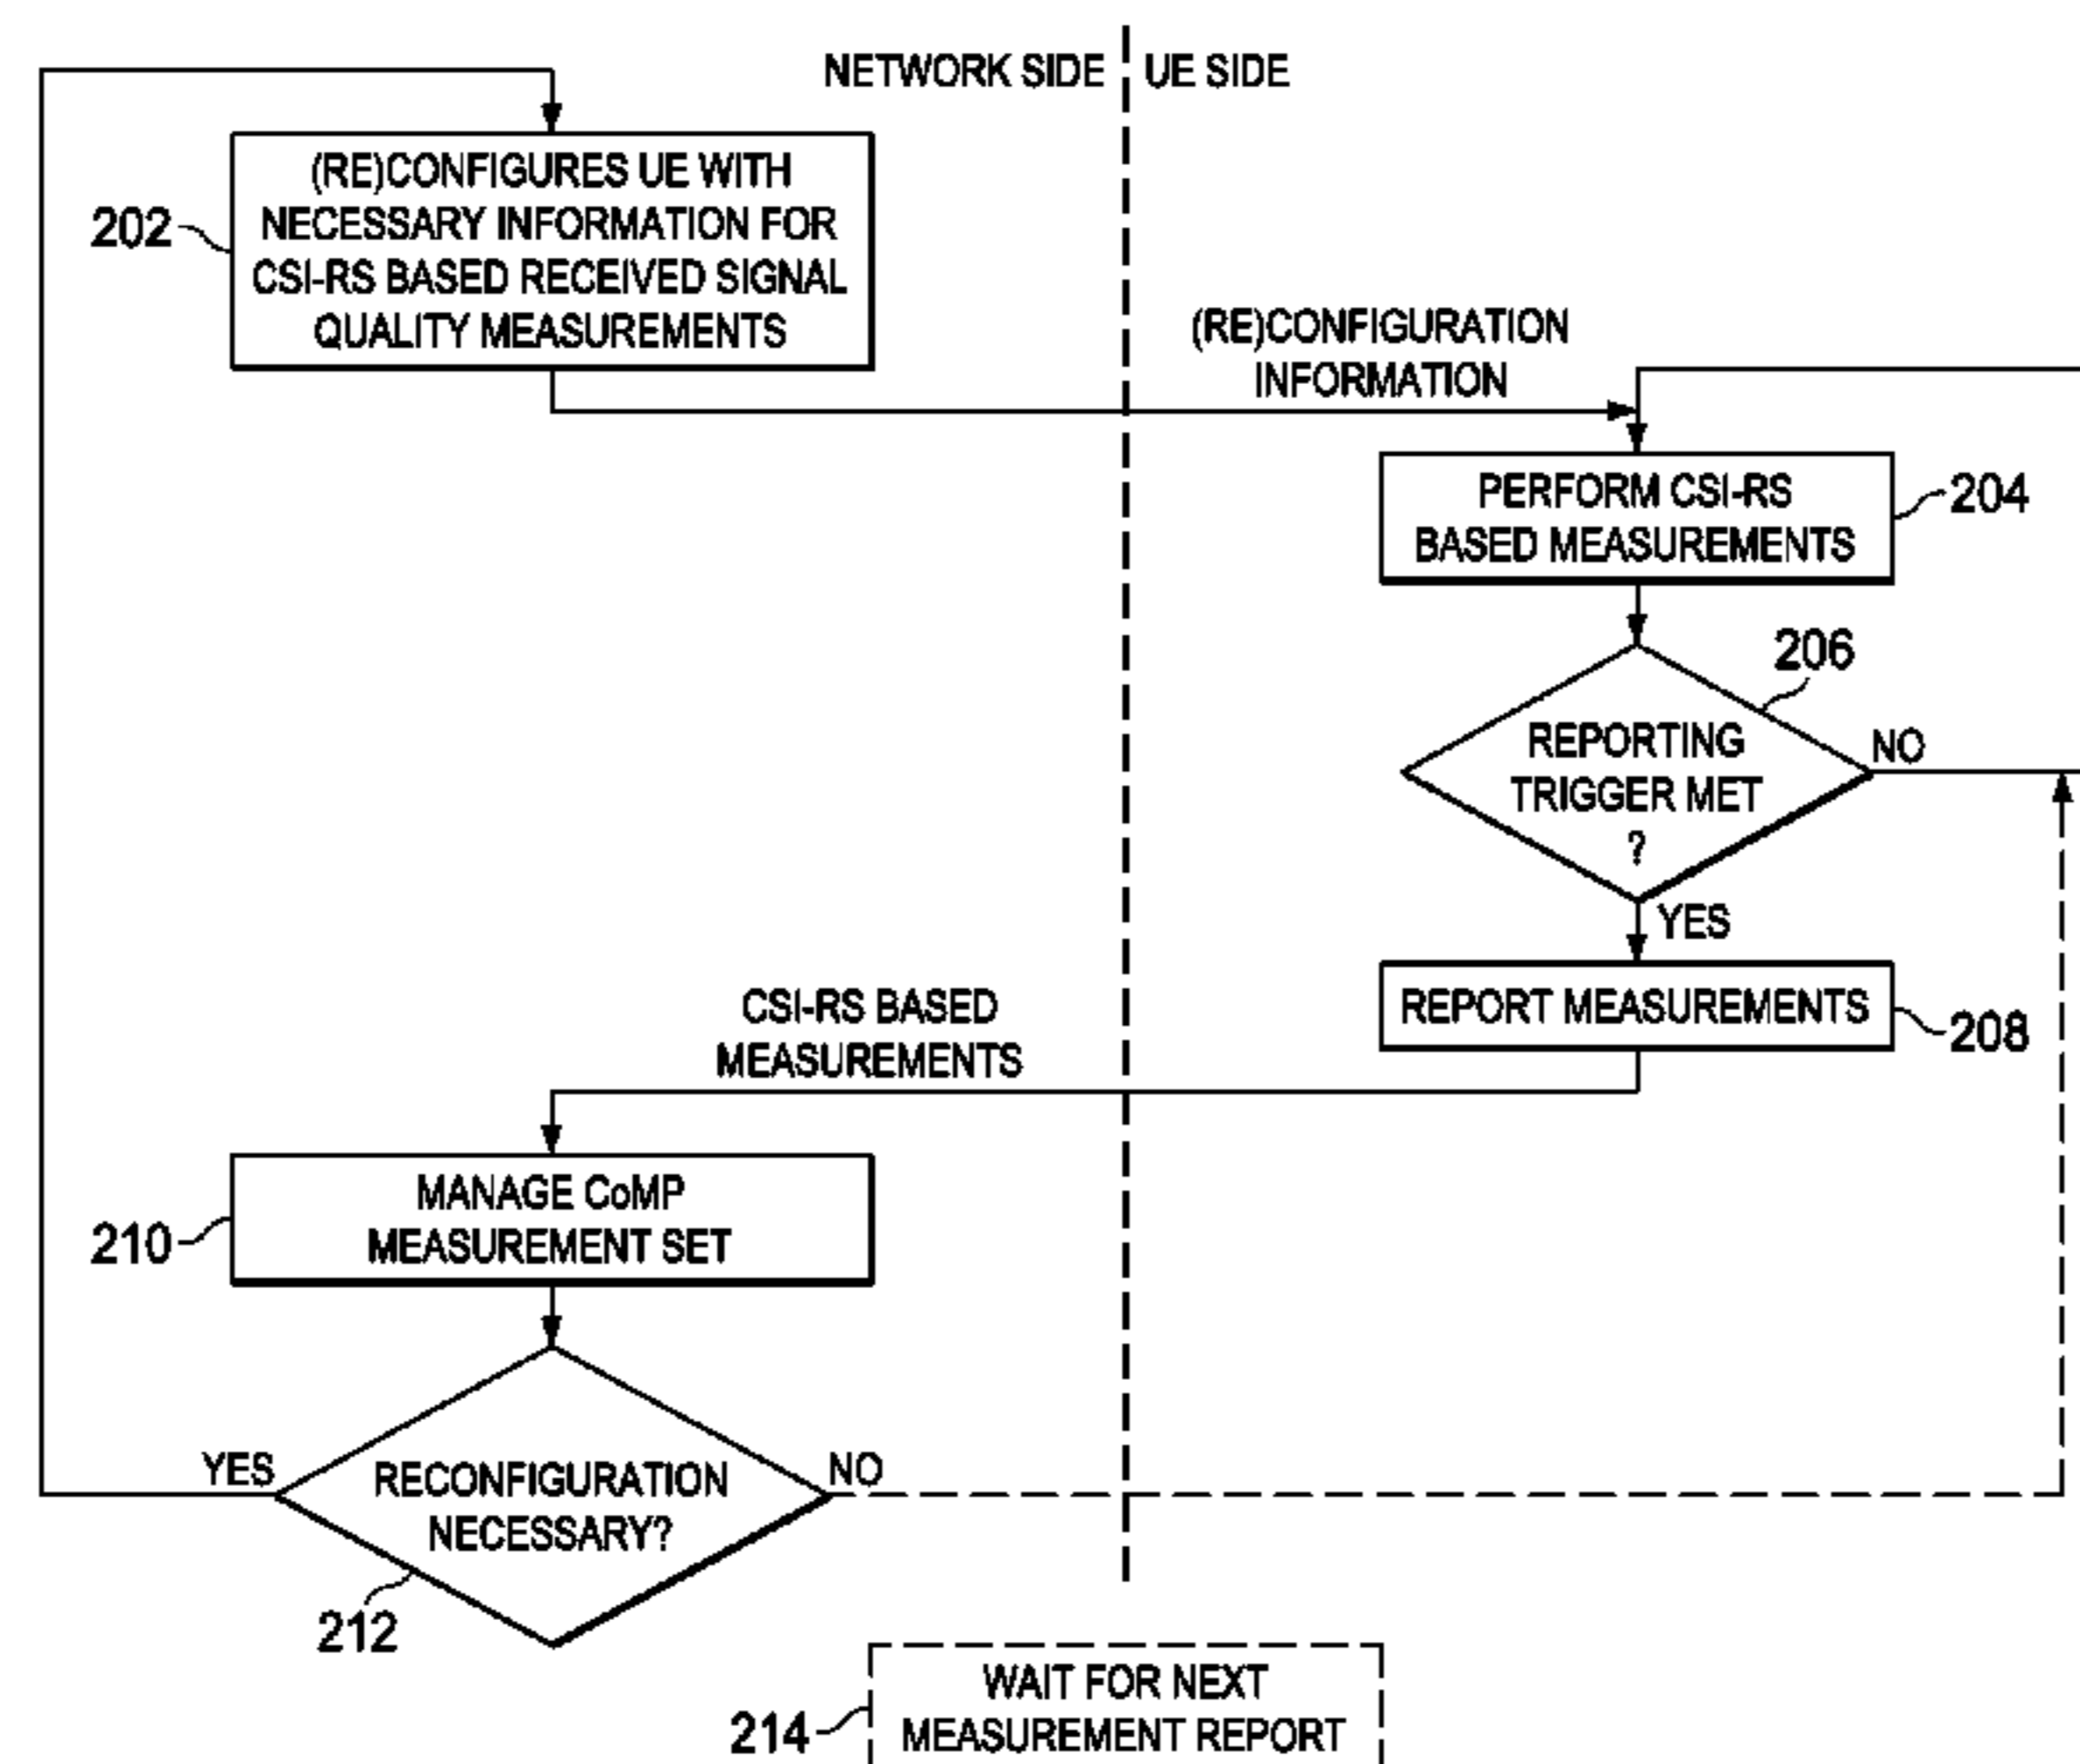 NETWORK SIDE
UE SIDE
(RE)CONFIGURES UE WITH
NECESSARY INFORMATION FOR
CSI-RS BASED RECEIVED SIGNAL
QUALITY MEASUREMENTS
202
(RE)CONFIGURATION
INFORMATION
PERFORM CSI-RS
BASED MEASUREMENTS
204
206
REPORTING
TRIGGER MET
?
NO
YES
REPORT MEASUREMENTS
208
CSI-RS BASED
MEASUREMENTS
MANAGE CoMP
MEASUREMENT SET
210
YES
RECONFIGURATION
NECESSARY?
NO
212
WAIT FOR NEXT
MEASUREMENT REPORT
214